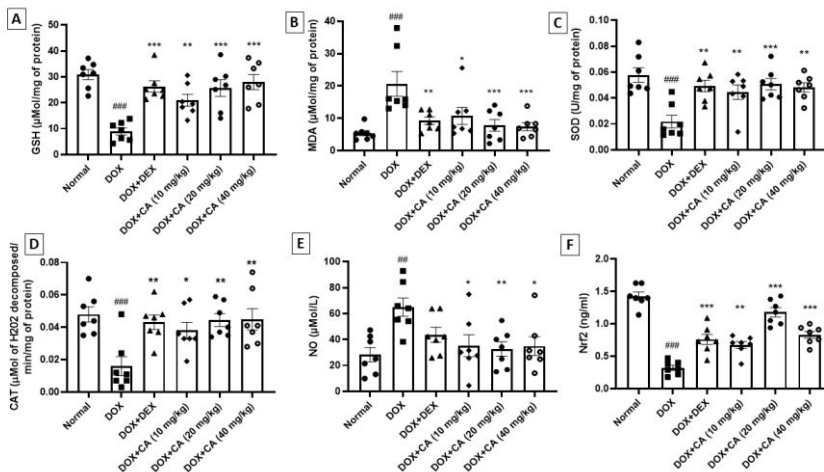 A
GSH (µMol/mg of protein)
50
40
30
20
10
0
###
***
**
***
***
Normal
DOX
DOX+DEX
DOX+CA (10 mg/kg)
DOX+CA (20 mg/kg)
DOX+CA (40 mg/kg)
B
MDA (µMol/mg of protein)
50
40
30
20
10
0
###
**
*
***
***
Normal
DOX
DOX+DEX
DOX+CA (10 mg/kg)
DOX+CA (20 mg/kg)
DOX+CA (40 mg/kg)
C
SOD (U/mg of protein)
0.10
0.08
0.06
0.04
0.02
0.00
###
**
**
***
**
Normal
DOX
DOX+DEX
DOX+CA (10 mg/kg)
DOX+CA (20 mg/kg)
DOX+CA (40 mg/kg)
D
CAT (µMol of H202 decomposed/
min/mg of protein)
0.08
0.06
0.04
0.02
0.00
###
**
*
**
**
Normal
DOX
DOX+DEX
DOX+CA (10 mg/kg)
DOX+CA (20 mg/kg)
DOX+CA (40 mg/kg)
E
NO (µMol/L)
100
80
60
40
20
0
##
*
**
*
Normal
DOX
DOX+DEX
DOX+CA (10 mg/kg)
DOX+CA (20 mg/kg)
DOX+CA (40 mg/kg)
F
Nrf2 (ng/ml)
2.0
1.5
1.0
0.5
0.0
###
***
**
***
***
Normal
DOX
DOX+DEX
DOX+CA (10 mg/kg)
DOX+CA (20 mg/kg)
DOX+CA (40 mg/kg)